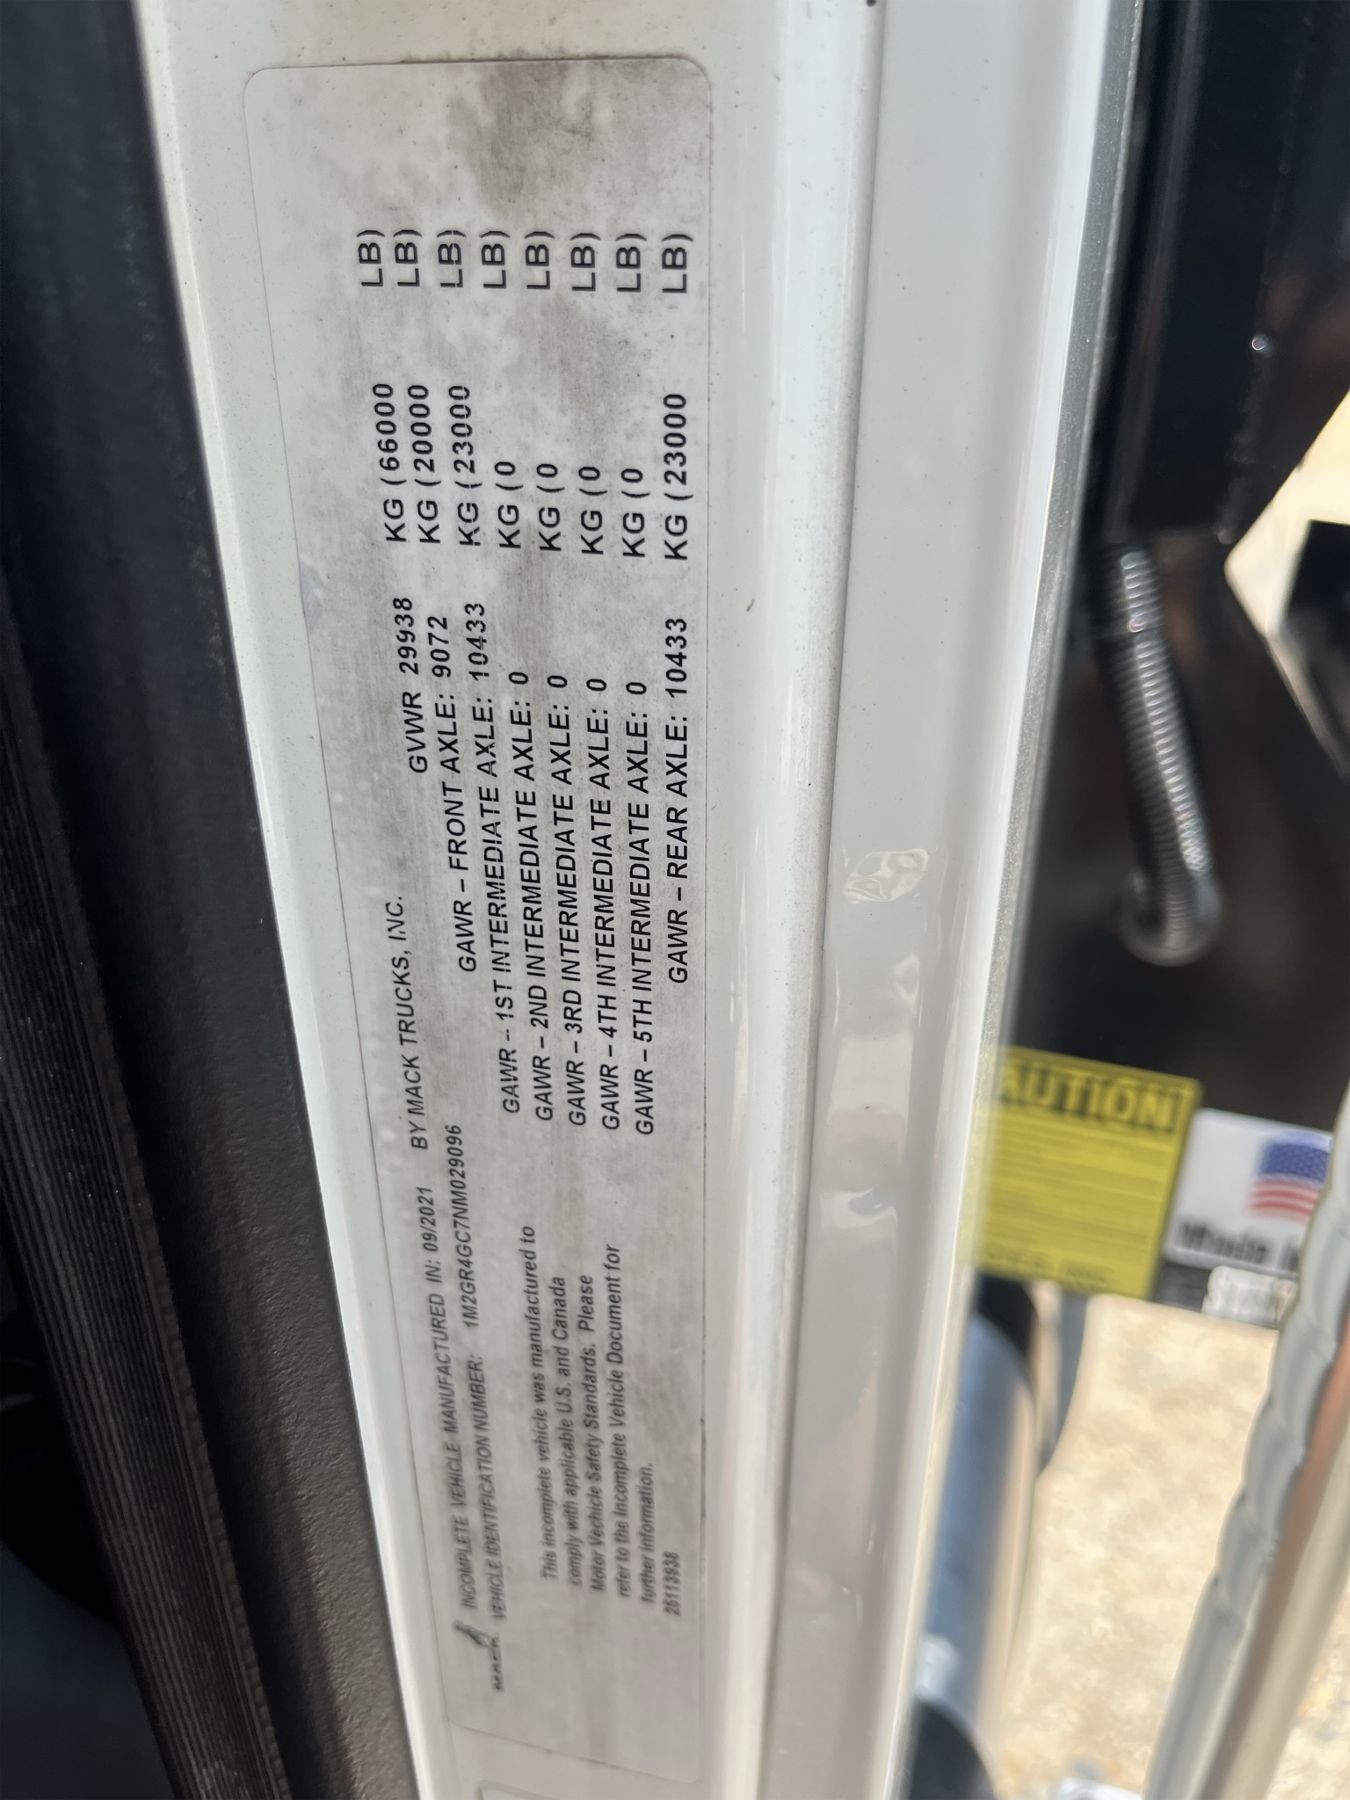 MACK
INCOMPLETE VEHICLE MANUFACTURED IN: 09/2021 BY MACK TRUCKS, INC.
VEHICLE IDENTIFICATION NUMBER: 1M2GR4GC7NM029096
GVWR 29938 KG (66000 LB)
GAWR – FRONT AXLE: 9072 KG (20000 LB)
GAWR – 1ST INTERMEDIATE AXLE: 10433 KG (23000 LB)
GAWR – 2ND INTERMEDIATE AXLE: 0 KG (0 LB)
GAWR – 3RD INTERMEDIATE AXLE: 0 KG (0 LB)
GAWR – 4TH INTERMEDIATE AXLE: 0 KG (0 LB)
GAWR – 5TH INTERMEDIATE AXLE: 0 KG (0 LB)
GAWR – REAR AXLE: 10433 KG (23000 LB)
This incomplete vehicle was manufactured to
comply with applicable U.S. and Canada
Motor Vechicle Safety Standards. Please
refer to the Incomplete Vehicle Document for
further information.
25113938
AUTION
Made i